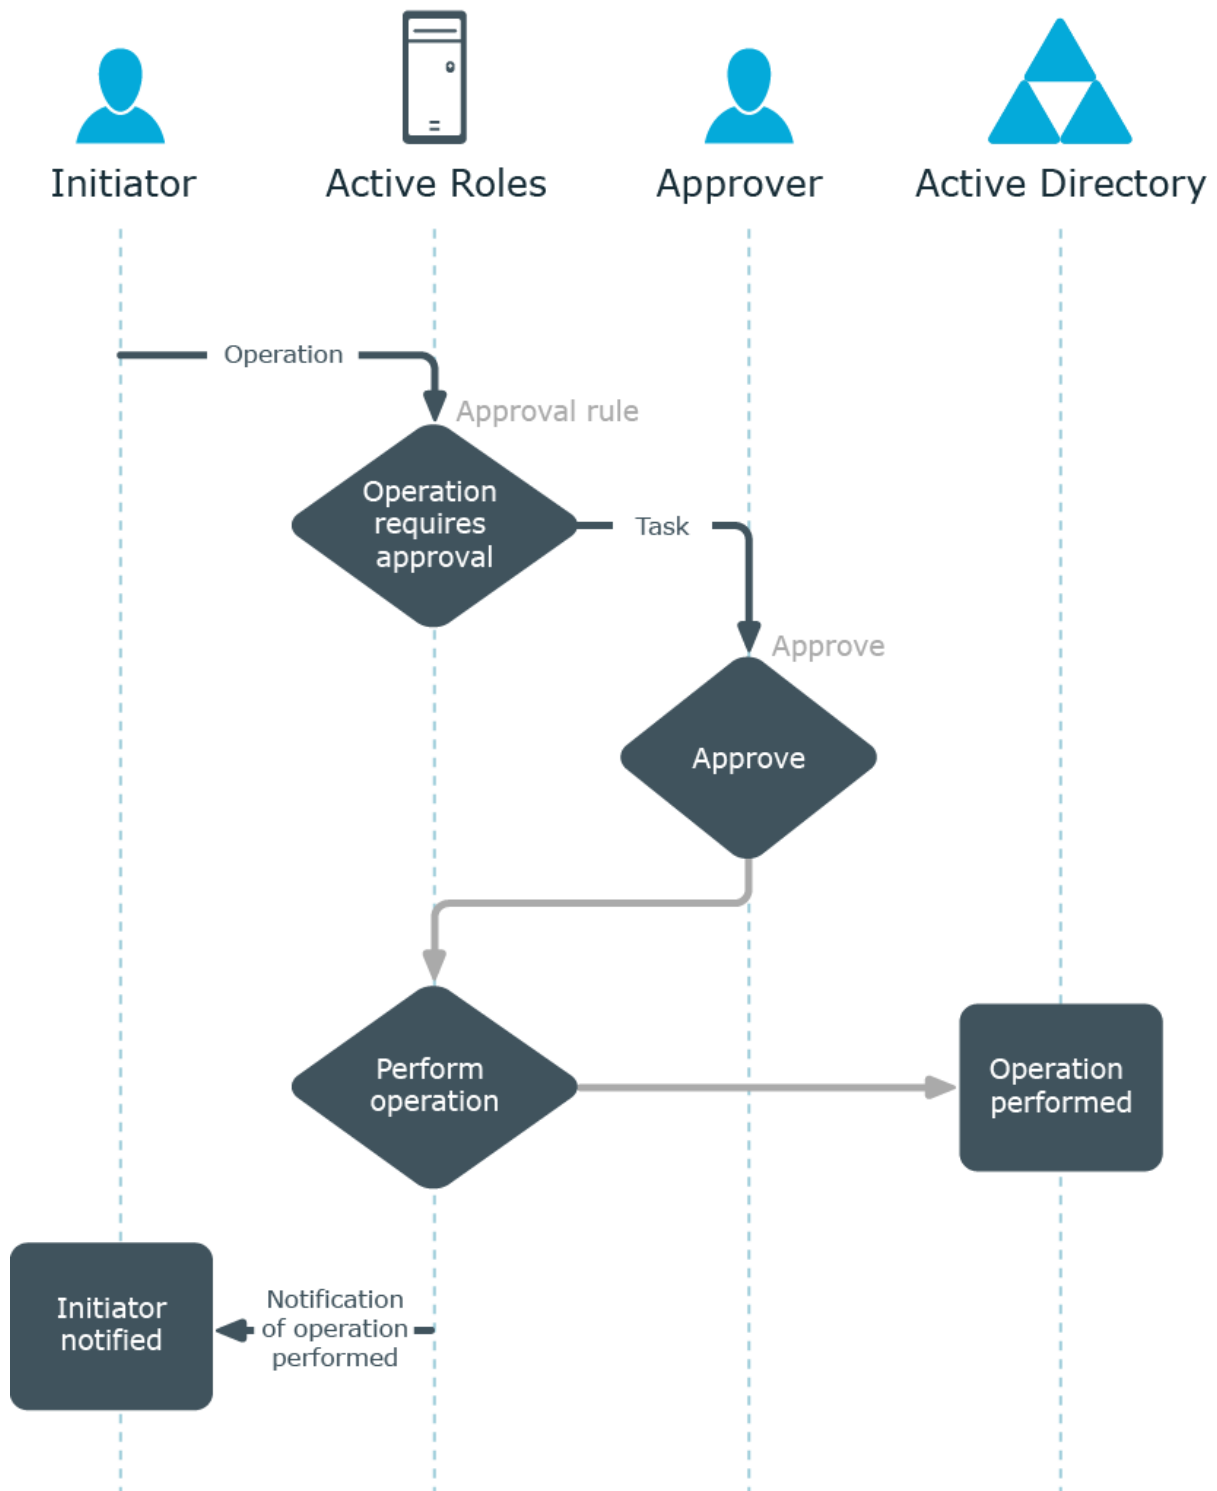 Initiator
Active Roles
Approver
Active Directory
Operation
Approval rule
Operation
requires
approval
Task
Approve
Approve
Perform
operation
Operation
performed
Initiator
notified
Notification
of operation
performed